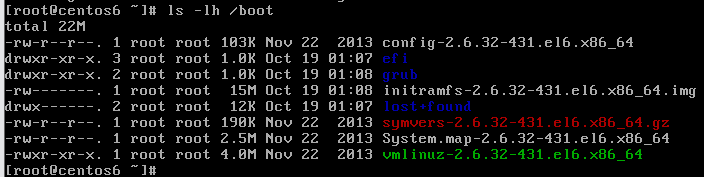 [root@centos6 ~]# ls -lh /boot
total 22M
-rw-r--r--. 1 root root 103K Nov 22  2013 config-2.6.32-431.el6.x86_64
drwxr-xr-x. 3 root root 1.0K Oct 19 01:07 efi
drwxr-xr-x. 2 root root 1.0K Oct 19 01:08 grub
-rw-------. 1 root root  15M Oct 19 01:08 initramfs-2.6.32-431.el6.x86_64.img
drwx------. 2 root root  12K Oct 19 01:07 lost+found
-rw-r--r--. 1 root root 190K Nov 22  2013 symvers-2.6.32-431.el6.x86_64.gz
-rw-r--r--. 1 root root 2.5M Nov 22  2013 System.map-2.6.32-431.el6.x86_64
-rwxr-xr-x. 1 root root 4.0M Nov 22  2013 vmlinuz-2.6.32-431.el6.x86_64
[root@centos6 ~]#